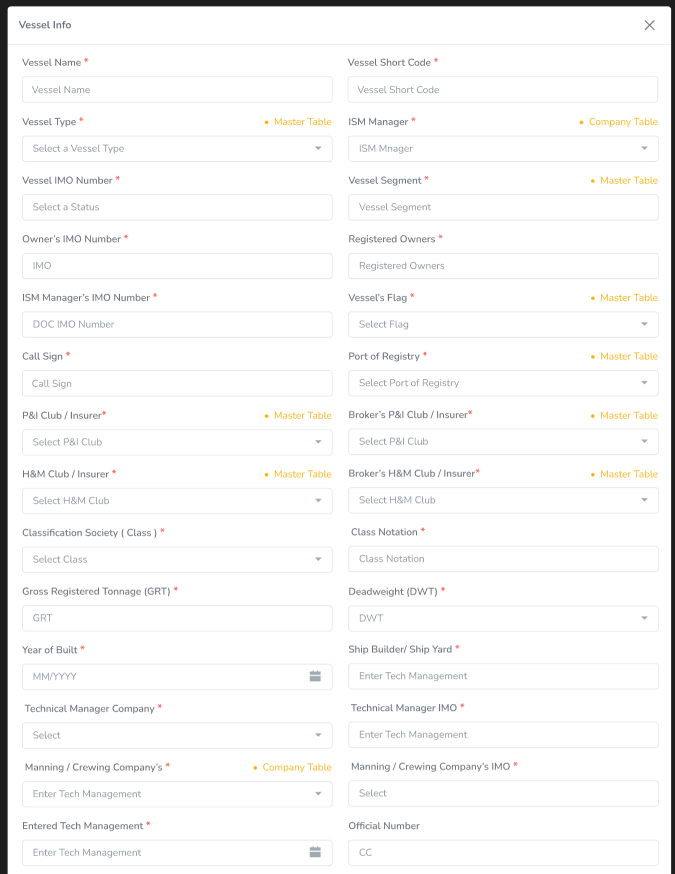 Vessel Info
Vessel Name *
Vessel Short Code *
Vessel Name
Vessel Short Code
Vessel Type *
• Master Table
ISM Manager *
• Company Table
Select a Vessel Type
ISM Mnager
Vessel IMO Number *
Vessel Segment *
• Master Table
Select a Status
Vessel Segment
Owner's IMO Number *
Registered Owners *
IMO
Registered Owners
ISM Manager's IMO Number *
Vessel's Flag *
• Master Table
DOC IMO Number
Select Flag
Call Sign *
Port of Registry *
• Master Table
Call Sign
Select Port of Registry
P&I Club / Insurer*
• Master Table
Broker's P&I Club / Insurer*
• Master Table
Select P&I Club
Select P&I Club
H&M Club / Insurer *
• Master Table
Broker's H&M Club / Insurer*
• Master Table
Select H&M Club
Select H&M Club
Classification Society ( Class ) *
Class Notation *
Select Class
Class Notation
Gross Registered Tonnage (GRT) *
Deadweight (DWT) *
GRT
DWT
Year of Built *
Ship Builder/ Ship Yard *
MM/YYYY
Enter Tech Management
Technical Manager Company *
Technical Manager IMO *
Select
Enter Tech Management
Manning / Crewing Company's *
• Company Table
Manning / Crewing Company's IMO *
Enter Tech Management
Select
Entered Tech Management *
Official Number
Enter Tech Management
CC